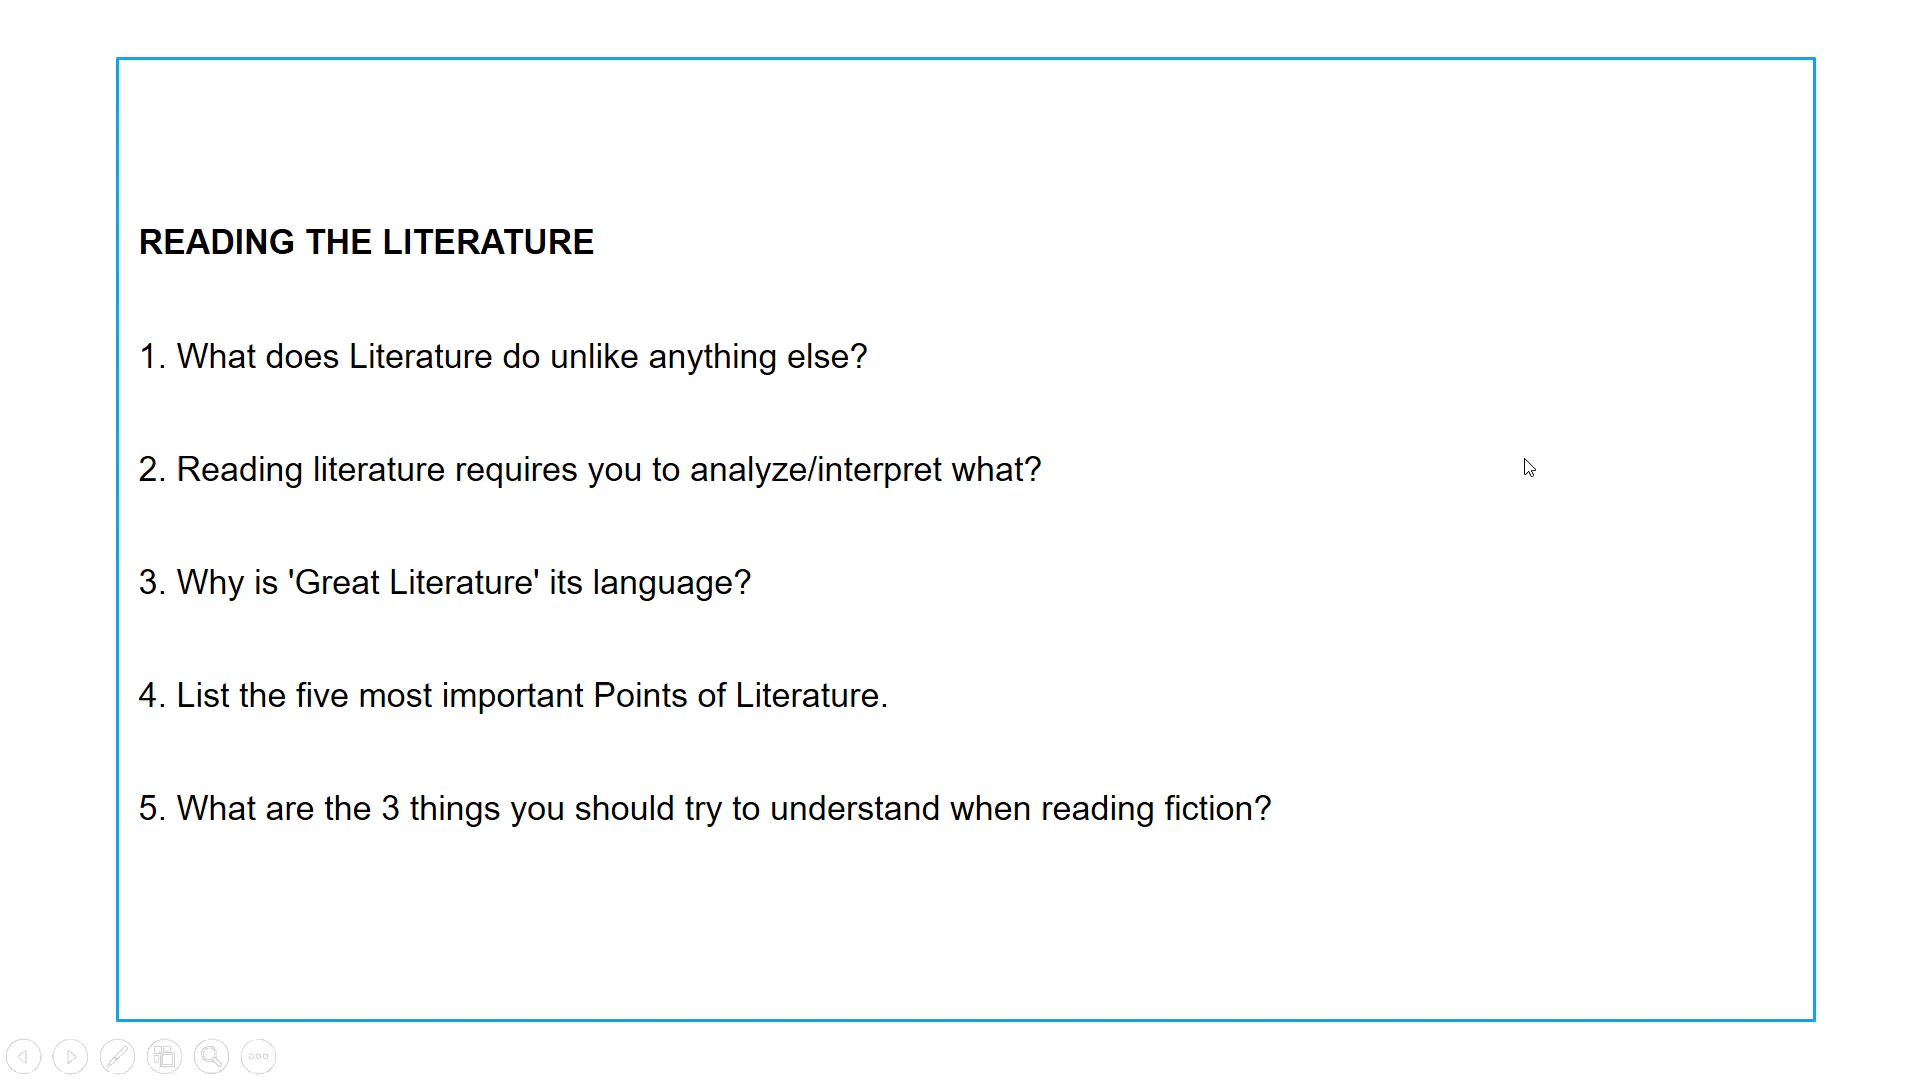 READING THE LITERATURE
1. What does Literature do unlike anything else?
2. Reading literature requires you to analyze/interpret what?
3. Why is 'Great Literature' its language?
4. List the five most important Points of Literature.
5. What are the 3 things you should try to understand when reading fiction?